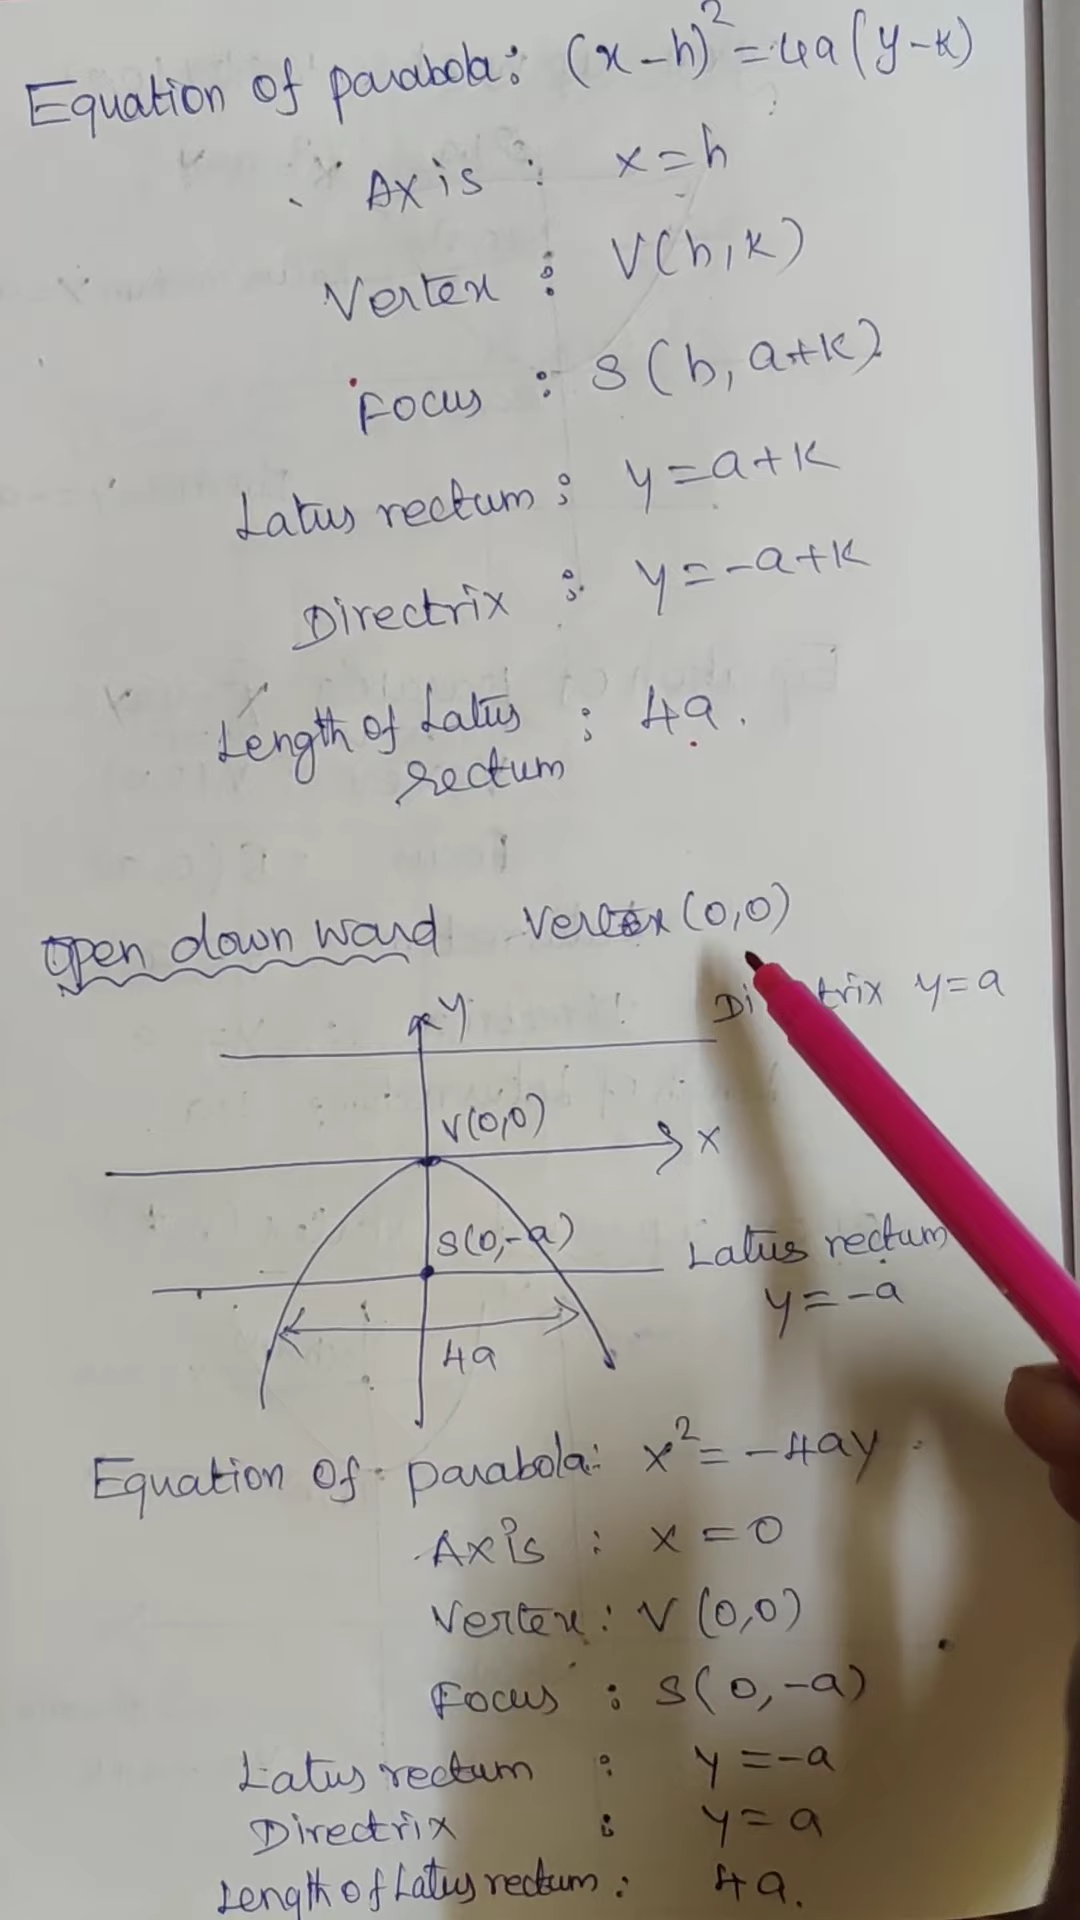 Equation of parabola: (x-h)² = 4a(y-k)
Axis : x=h
Vertex : V(h,k)
Focus : S(h, a+k)
Latus rectum : y=a+k
Directrix : y=-a+k
Length of Latus rectum : 4a.
Open down ward Vertex (0,0)
y
Directrix y=a
V(0,0)
x
S(0,-a)
Latus rectum
y=-a
4a
Equation of parabola: x² = -4ay
Axis : x=0
Vertex : V(0,0)
Focus : S(0,-a)
Latus rectum : y=-a
Directrix : y=a
Length of Latus rectum : 4a.